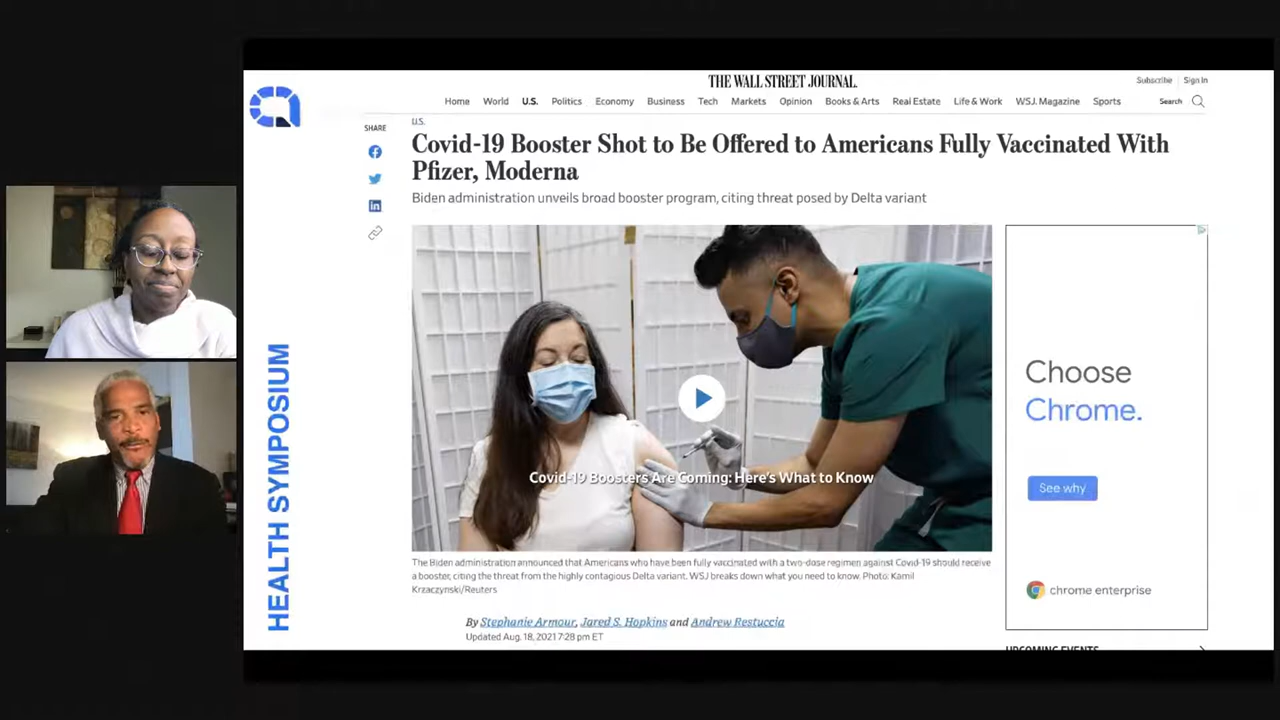 HEALTH SYMPOSIUM
THE WALL STREET JOURNAL.
Subscribe Sign In
Home World U.S. Politics Economy Business Tech Markets Opinion Books & Arts Real Estate Life & Work WSJ. Magazine Sports Search
SHARE
U.S.
Covid-19 Booster Shot to Be Offered to Americans Fully Vaccinated With
Pfizer, Moderna
Biden administration unveils broad booster program, citing threat posed by Delta variant
Covid-19 Boosters Are Coming: Here's What to Know
The Biden administration announced that Americans who have been fully vaccinated with a two-dose regimen against Covid-19 should receive
a booster, citing the threat from the highly contagious Delta variant. WSJ breaks down what you need to know. Photo: Kamil
Krzaczynski/Reuters
By Stephanie Armour, Jared S. Hopkins and Andrew Restuccia
Updated Aug. 18, 2021 7:28 pm ET
Choose
Chrome.
See why
chrome enterprise
UPCOMING EVENTS